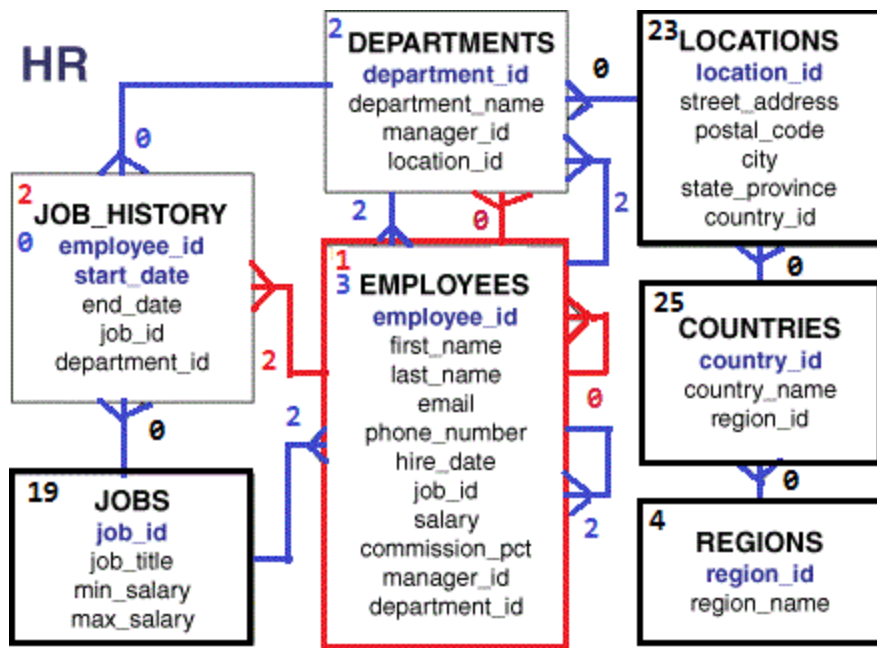 HR
2
DEPARTMENTS
department_id
department_name
manager_id
location_id
0
23
LOCATIONS
location_id
street_address
postal_code
city
state_province
country_id
0
2
JOB_HISTORY
0
employee_id
start_date
end_date
job_id
department_id
2
0
2
2
1
3
EMPLOYEES
employee_id
first_name
last_name
email
phone_number
hire_date
job_id
salary
commission_pct
manager_id
department_id
0
2
2
0
25
COUNTRIES
country_id
country_name
region_id
0
0
19
JOBS
job_id
job_title
min_salary
max_salary
4
REGIONS
region_id
region_name